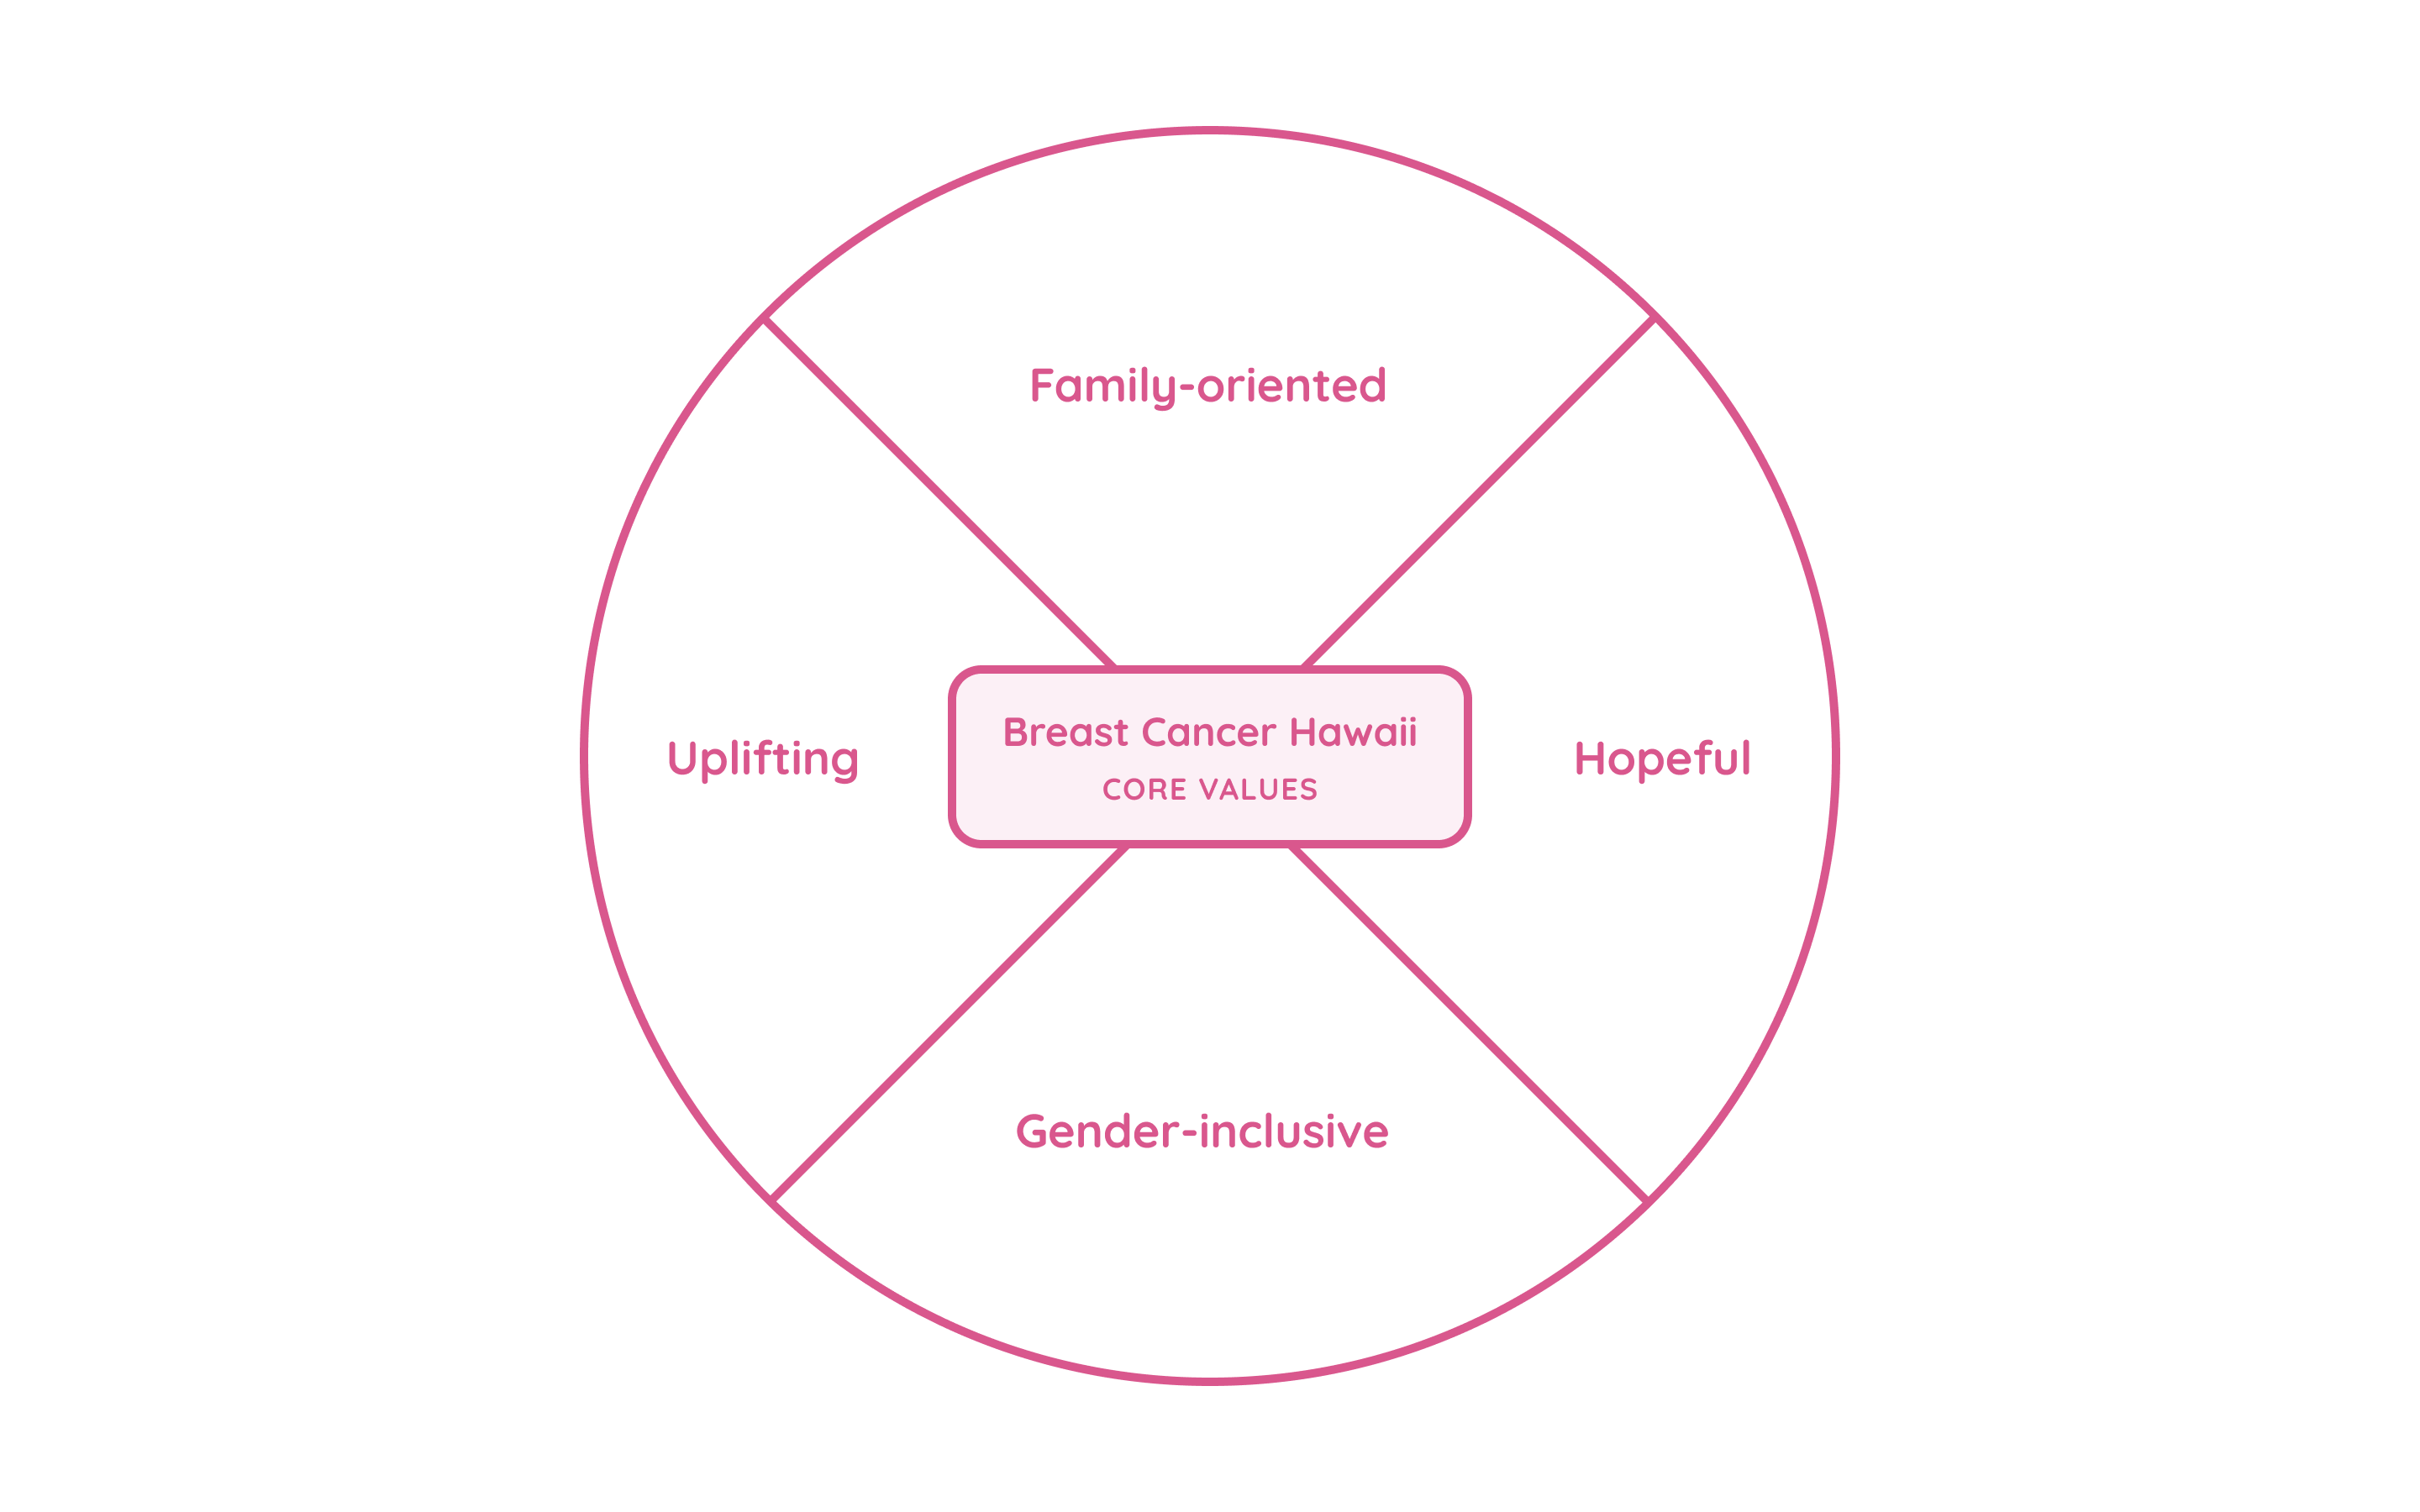 Family-oriented
Uplifting
Breast Cancer Hawaii
CORE VALUES
Hopeful
Gender-inclusive